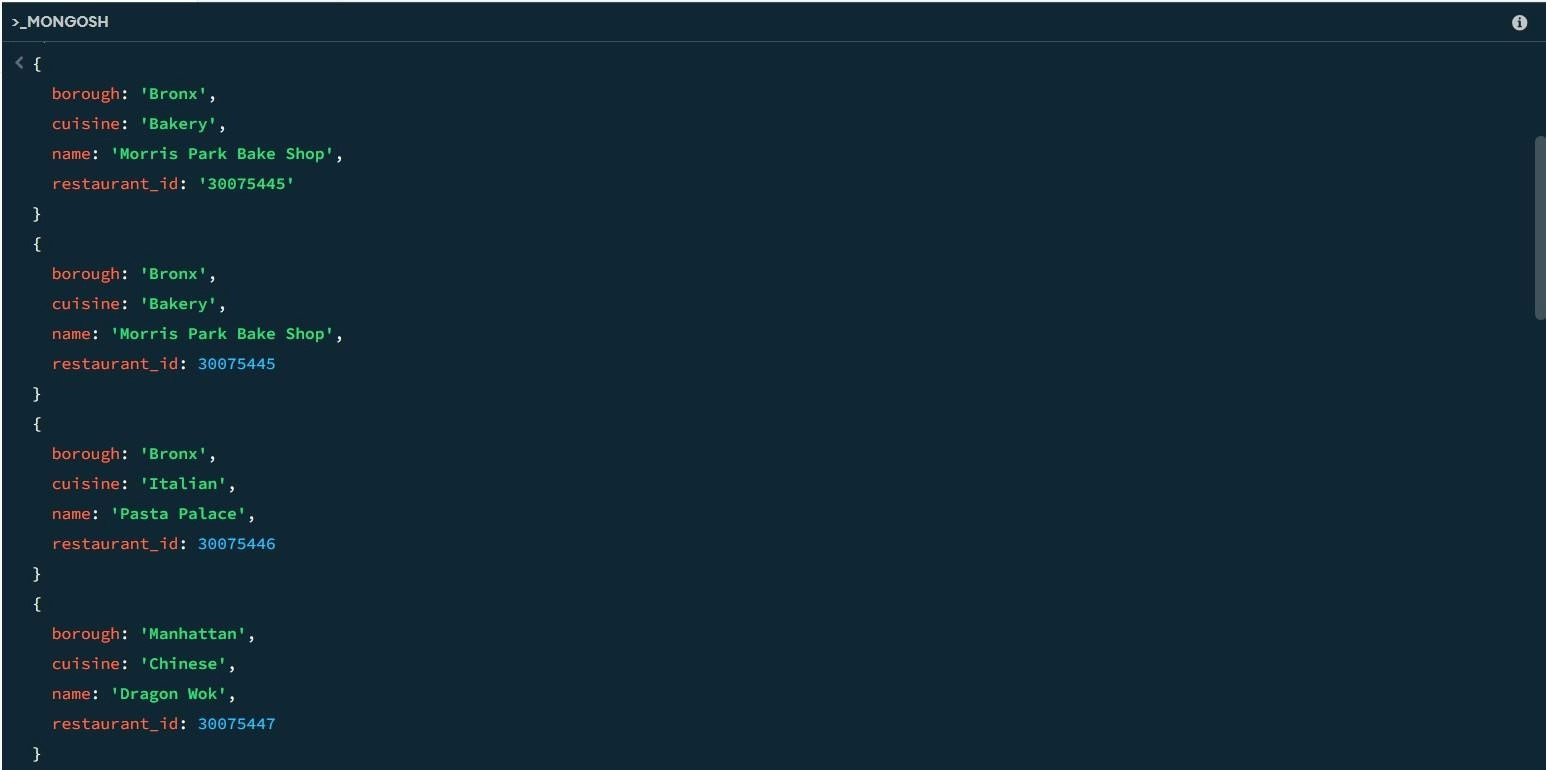 >_MONGOSH
{
borough: 'Bronx',
cuisine: 'Bakery',
name: 'Morris Park Bake Shop',
restaurant_id: '30075445'
}
{
borough: 'Bronx',
cuisine: 'Bakery',
name: 'Morris Park Bake Shop',
restaurant_id: 30075445
}
{
borough: 'Bronx',
cuisine: 'Italian',
name: 'Pasta Palace',
restaurant_id: 30075446
}
{
borough: 'Manhattan',
cuisine: 'Chinese',
name: 'Dragon Wok',
restaurant_id: 30075447
}